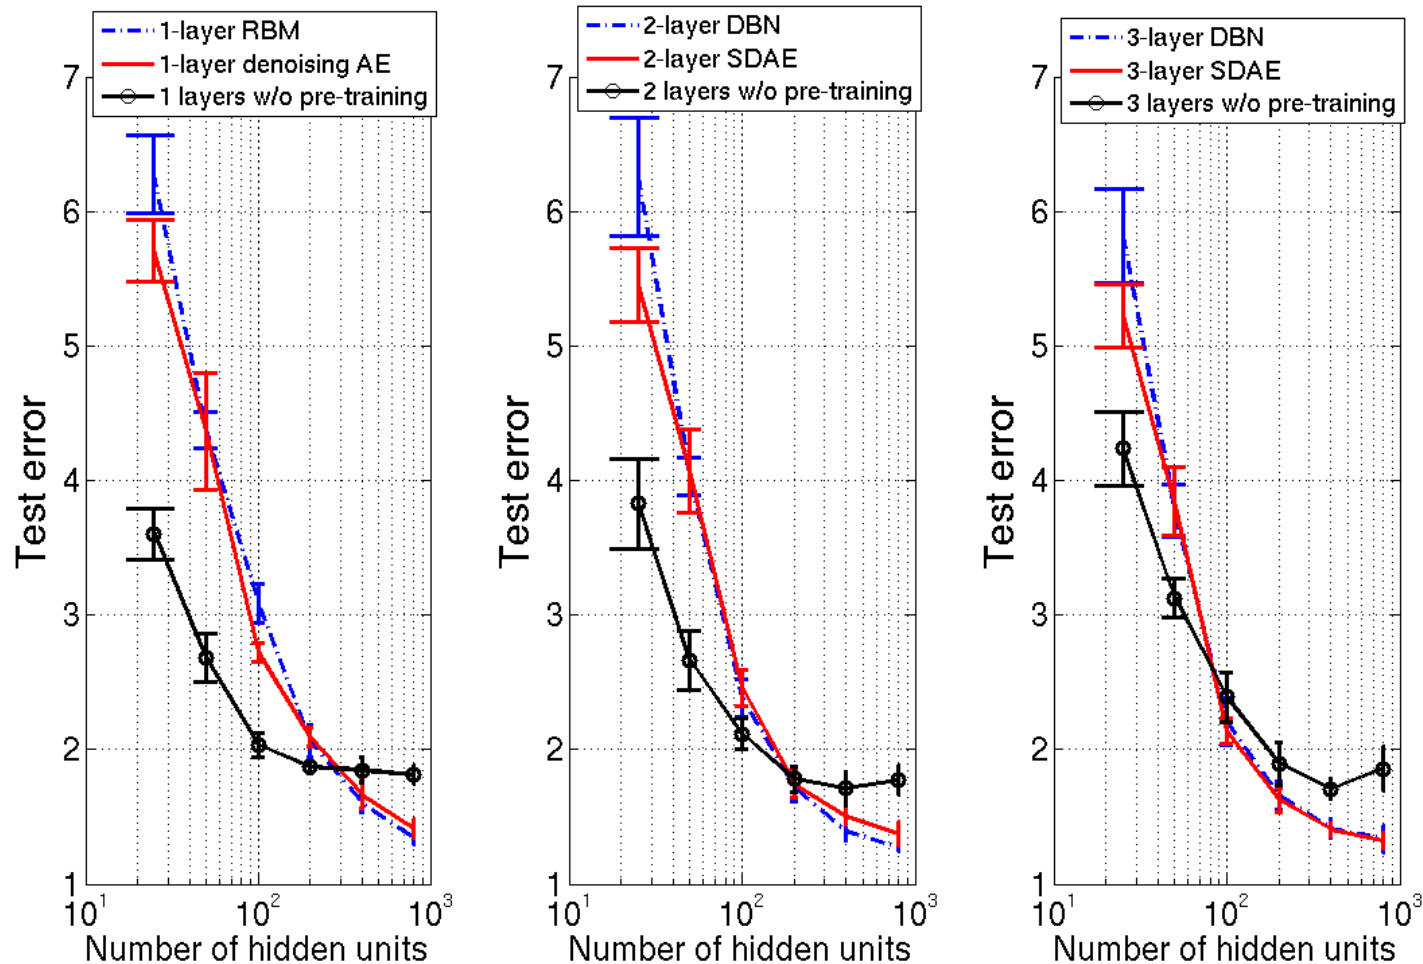 1-layer RBM
1-layer denoising AE
1 layers w/o pre-training
7
6
5
4
3
2
1
Test error
10^1
10^2
10^3
Number of hidden units
2-layer DBN
2-layer SDAE
2 layers w/o pre-training
7
6
5
4
3
2
1
Test error
10^1
10^2
10^3
Number of hidden units
3-layer DBN
3-layer SDAE
3 layers w/o pre-training
7
6
5
4
3
2
1
Test error
10^1
10^2
10^3
Number of hidden units